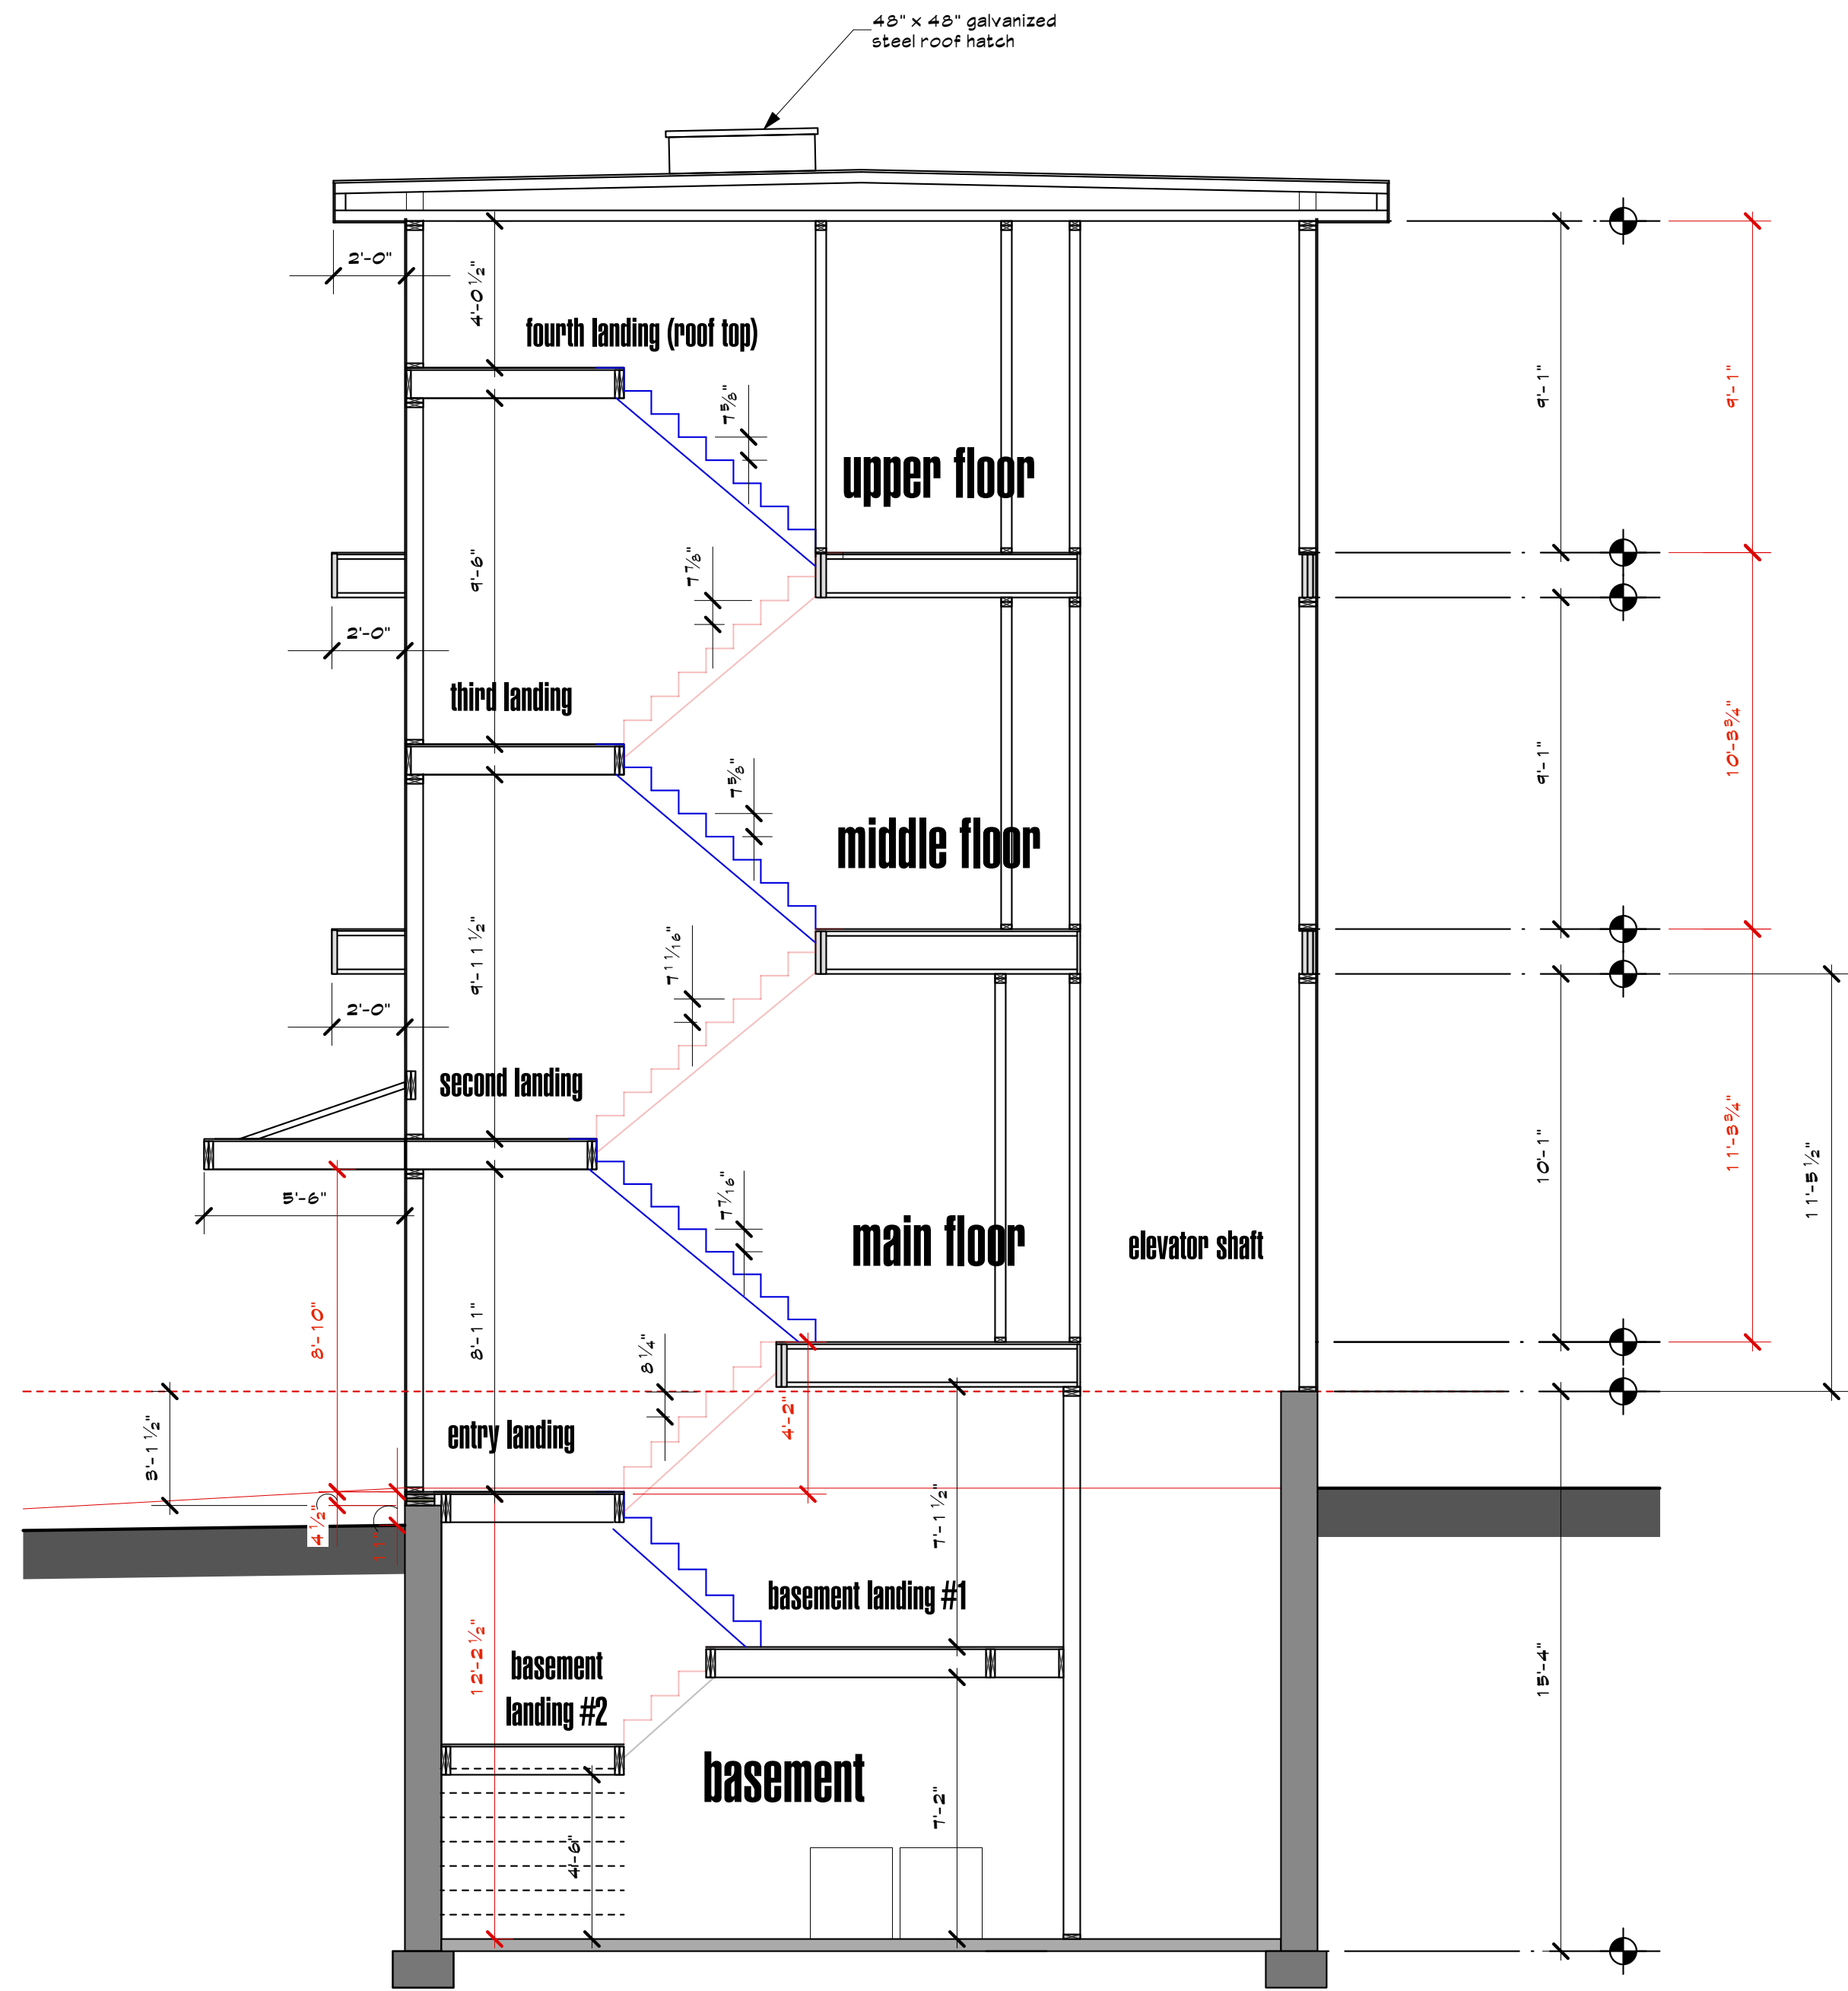 48" x 48" galvanized
steel roof hatch
2'-0"
4'-0 1/2"
fourth landing (roof top)
7 5/8"
9'-1"
9'-1"
upper floor
9'-6"
7 7/8"
2'-0"
third landing
7 5/8"
9'-1"
10'-3 3/4"
middle floor
9'-11 1/2"
7 11/16"
2'-0"
second landing
5'-6"
7 7/16"
main floor
elevator shaft
10'-1"
11'-3 3/4"
11'-5 1/2"
8'-10"
8'-11"
8 1/4"
4'-2"
3'-1 1/2"
entry landing
4 1/2"
7'-1 1/2"
basement landing #1
12'-2 1/2"
basement
landing #2
15'-4"
basement
4'-6"
7'-2"